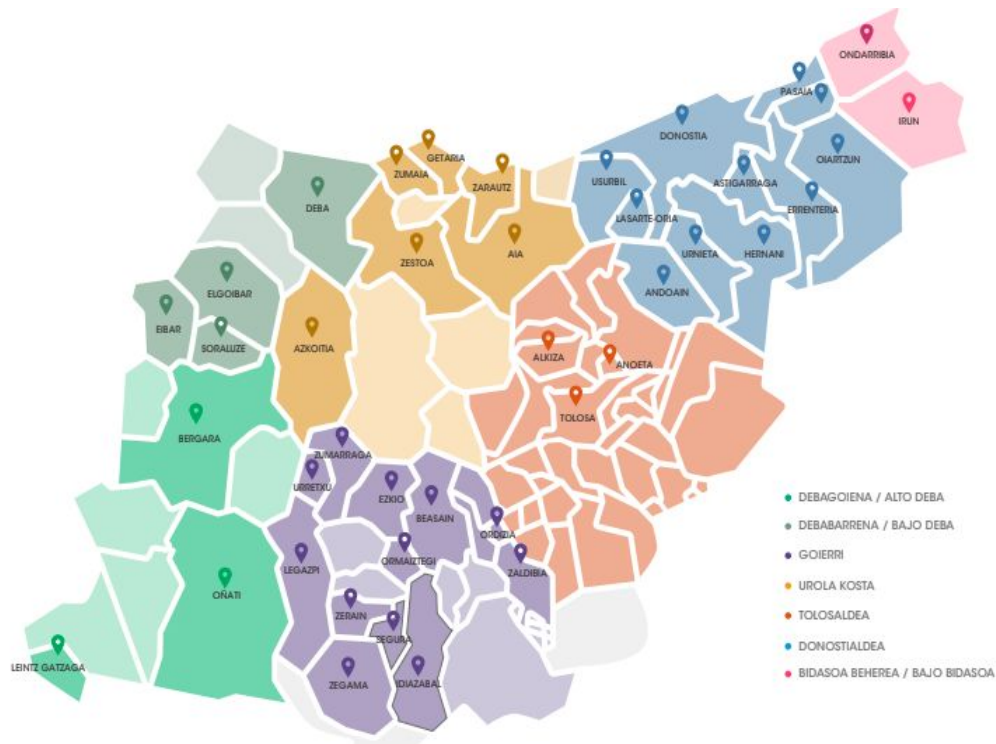 ONDARRIBIA
PASAIA
IRUN
DONOSTIA
GETARIA
OIARTZUN
ZUMAIA
USURBIL
ASTIGARRAGA
ZARAUTZ
DEBA
LASARTE-ORIA
ERRENTERIA
AIA
URNIETA
HERNANI
ZESTOA
ELGOIBAR
ANDOAIN
EIBAR
SORALUZE
AZKOITIA
ALKIZA
ANOETA
TOLOSA
BERGARA
ZUMARRAGA
URRETXU
EZKIO
BEASAIN
DEBAGOIENA / ALTO DEBA
DEBABARRENA / BAJO DEBA
ORDIZIA
GOIERRI
ORMAIZTEGI
LEGAZPI
ZALDIBIA
OÑATI
UROLA KOSTA
ZERAIN
TOLOSALDEA
SEGURA
DONOSTIALDEA
LEINTZ GATZAGA
BIDASOA BEHEREA / BAJO BIDASOA
ZEGAMA
IDIAZABAL